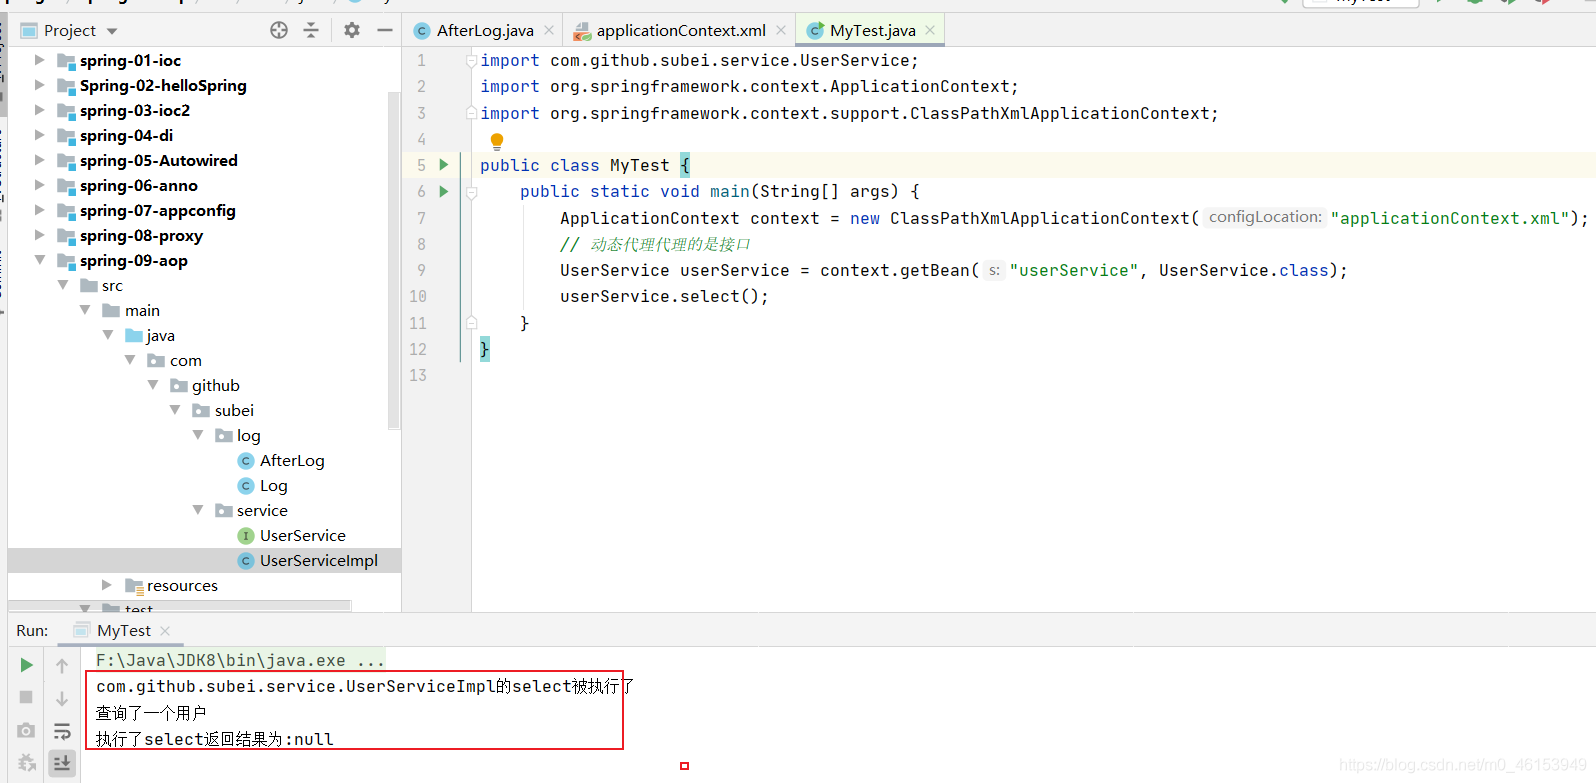 Project
AfterLog.java
applicationContext.xml
MyTest.java
spring-01-ioc
Spring-02-helloSpring
spring-03-ioc2
spring-04-di
spring-05-Autowired
spring-06-anno
spring-07-appconfig
spring-08-proxy
spring-09-aop
src
main
java
com
github
subei
log
AfterLog
Log
service
UserService
UserServiceImpl
resources
test
1 import com.github.subei.service.UserService;
2 import org.springframework.context.ApplicationContext;
3 import org.springframework.context.support.ClassPathXmlApplicationContext;
4
5 public class MyTest {
6 public static void main(String[] args) {
7 ApplicationContext context = new ClassPathXmlApplicationContext( configLocation: "applicationContext.xml");
8 // 动态代理代理的是接口
9 UserService userService = context.getBean( s: "userService", UserService.class);
10 userService.select();
11 }
12 }
13
Run: MyTest
F:\Java\JDK8\bin\java.exe ...
com.github.subei.service.UserServiceImpl的select被执行了
查询了一个用户
执行了select返回结果为:null
https://blog.csdn.net/m0_46153949